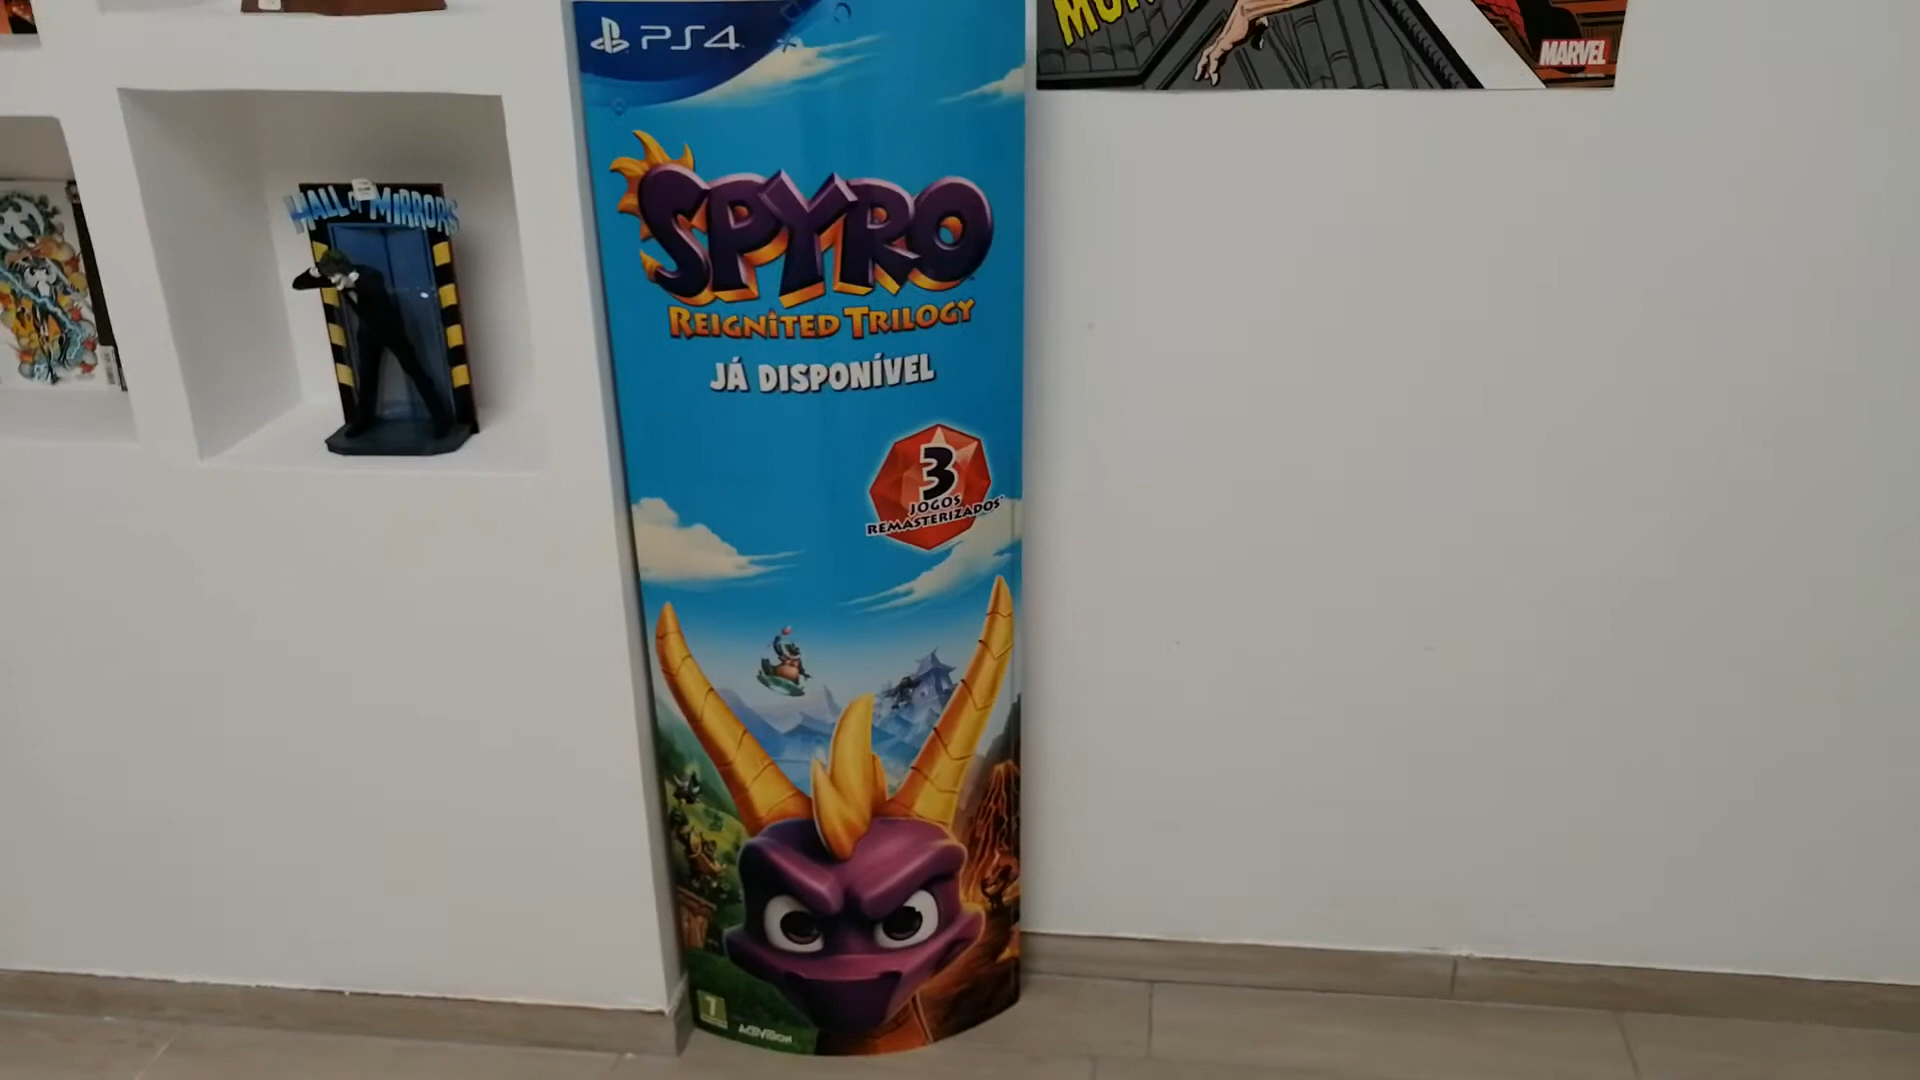 PS4
MARVEL
HALL OF MIRRORS
SPYRO
REIGNITED TRILOGY
JÁ DISPONÍVEL
3
JOGOS
REMASTERIZADOS*
7
ACTIVISION